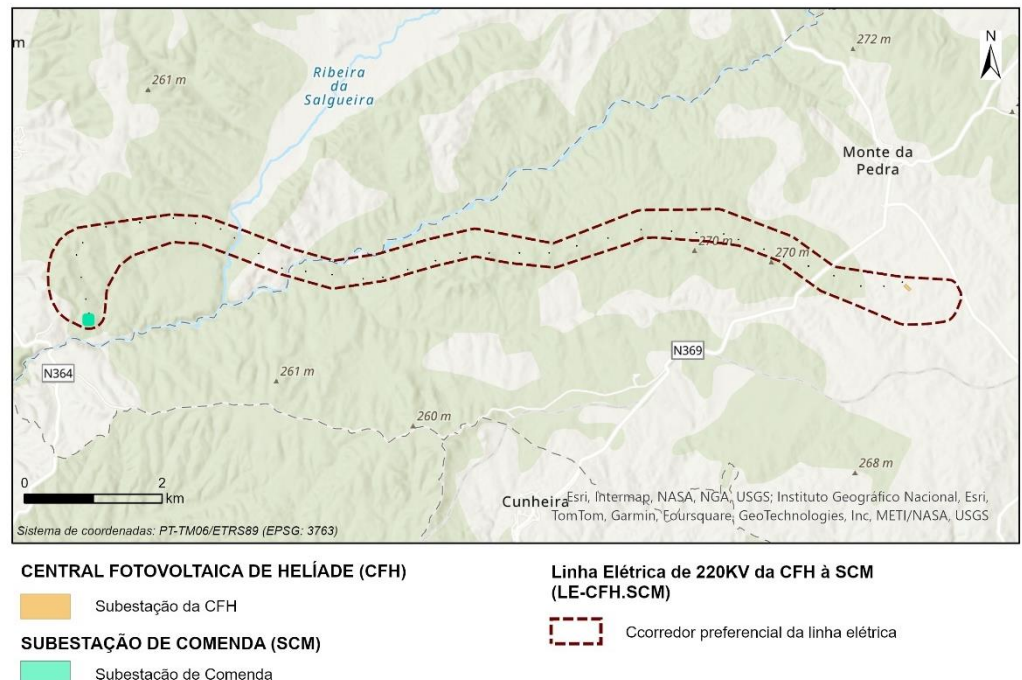 m
272 m
N
261 m
Ribeira
da
Salgueira
Monte da
Pedra
270 m
270 m
N369
N364
261 m
260 m
268 m
0 2
km
Cunheira
Esri, Intermap, NASA, NGA, USGS; Instituto Geográfico Nacional, Esri,
TomTom, Garmin, Foursquare, GeoTechnologies, Inc, METI/NASA, USGS
Sistema de coordenadas: PT-TM06/ETRS89 (EPSG: 3763)
CENTRAL FOTOVOLTAICA DE HELÍADE (CFH)
Subestação da CFH
SUBESTAÇÃO DE COMENDA (SCM)
Subestação de Comenda
Linha Elétrica de 220KV da CFH à SCM
(LE-CFH.SCM)
Ccorredor preferencial da linha elétrica